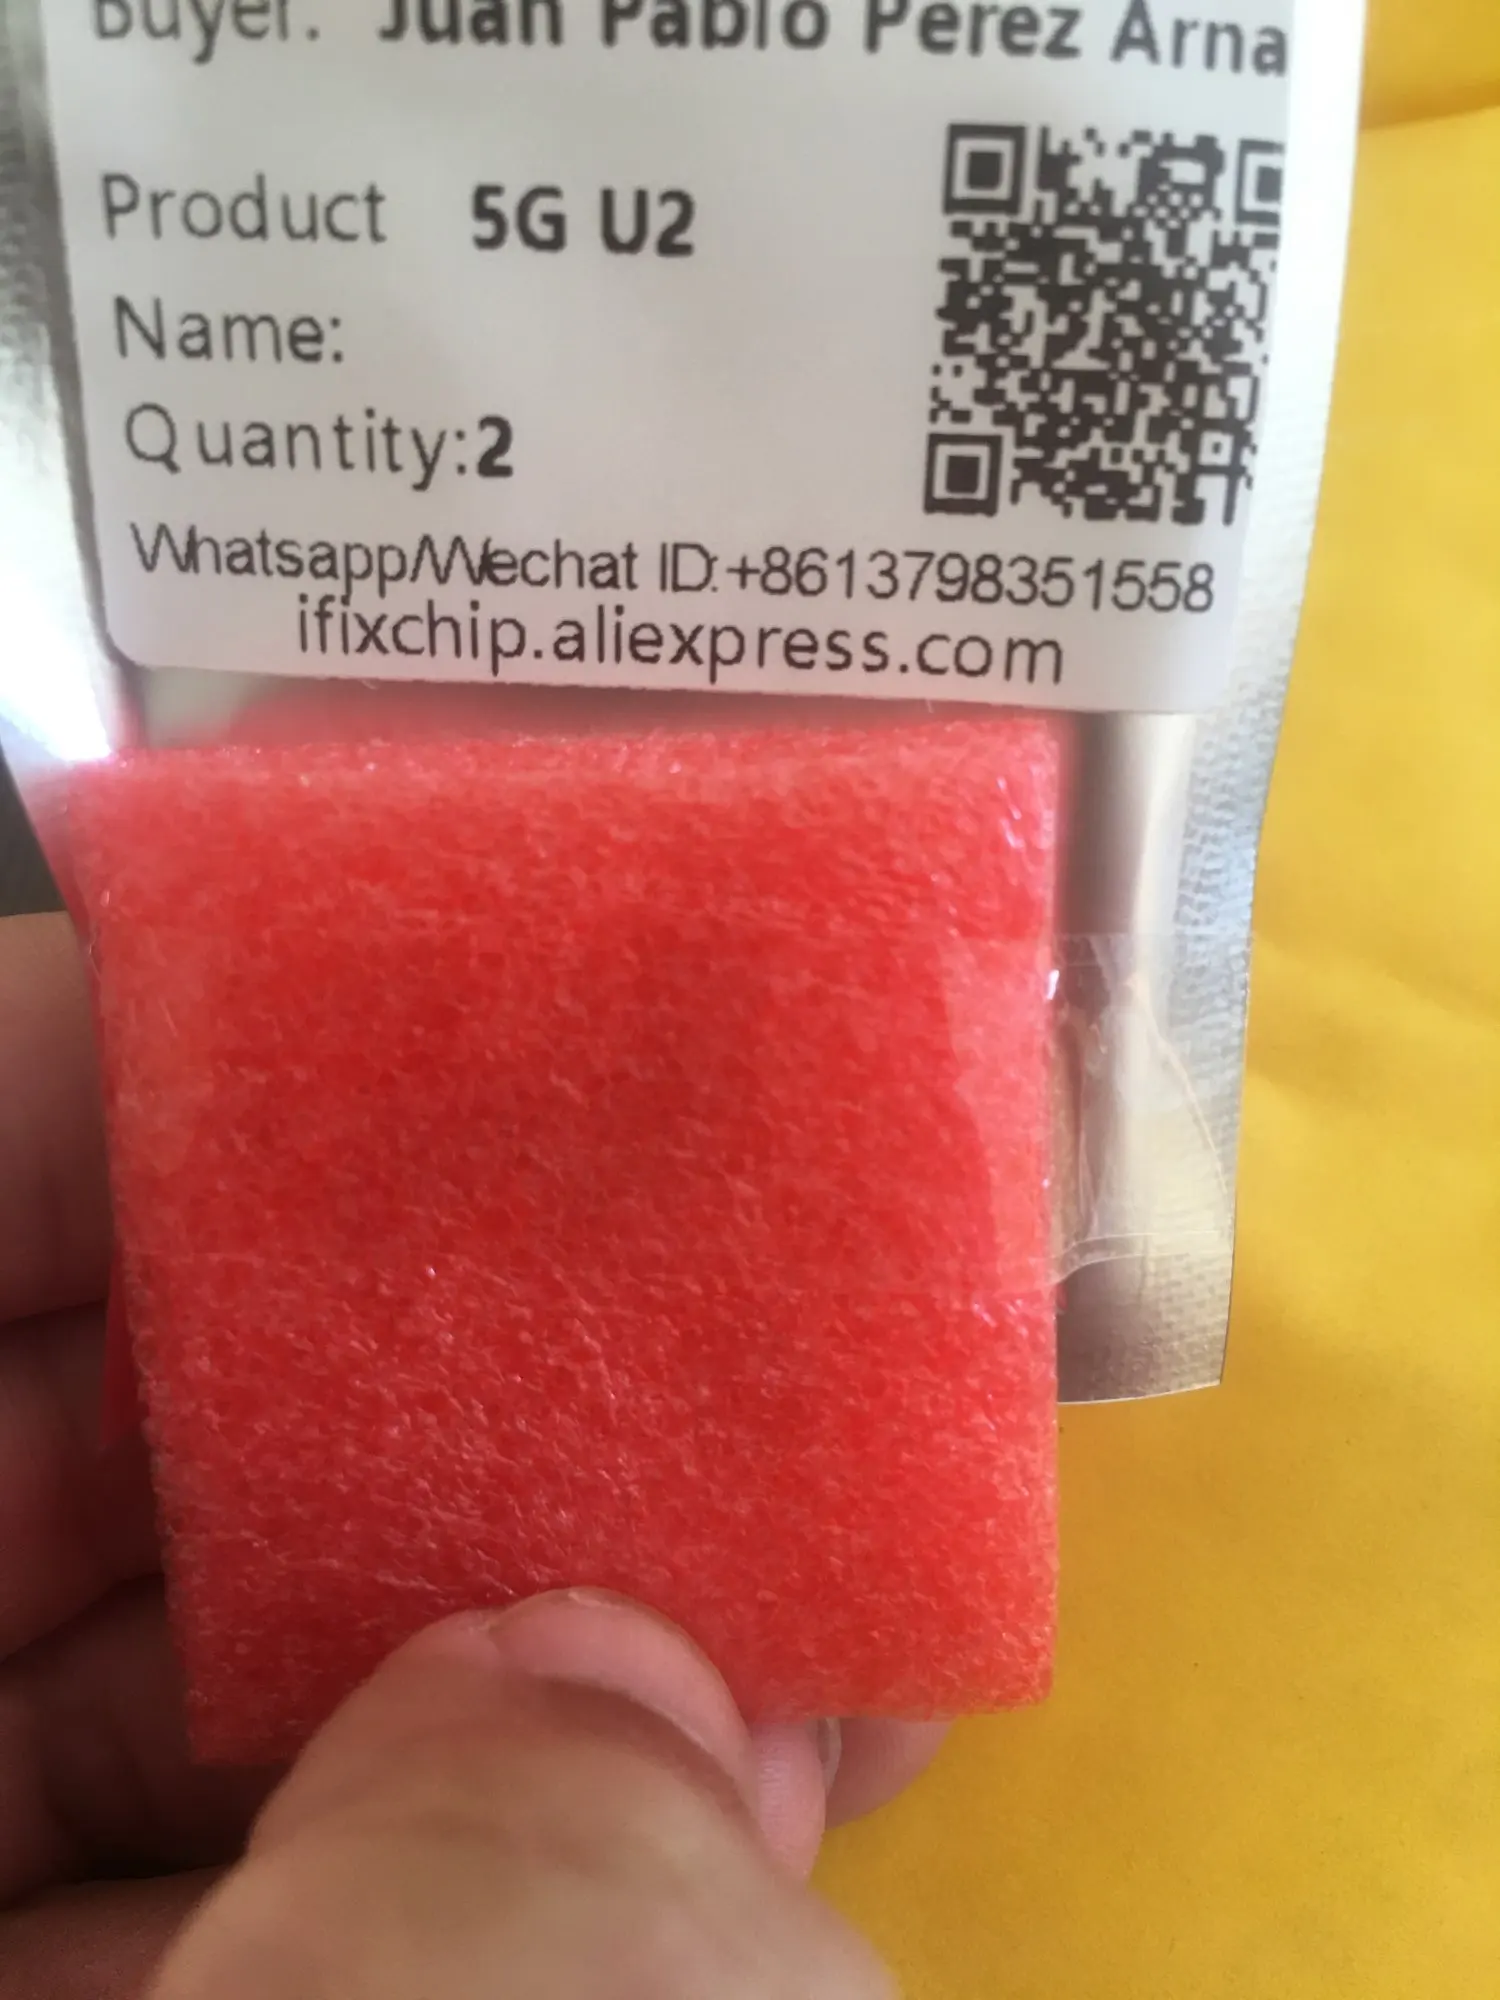 Buyer: Juan Pablo Perez Arna
Product 5G U2
Name:
Quantity:2
Whatsapp/Wechat ID:+8613798351558
ifixchip.aliexpress.com